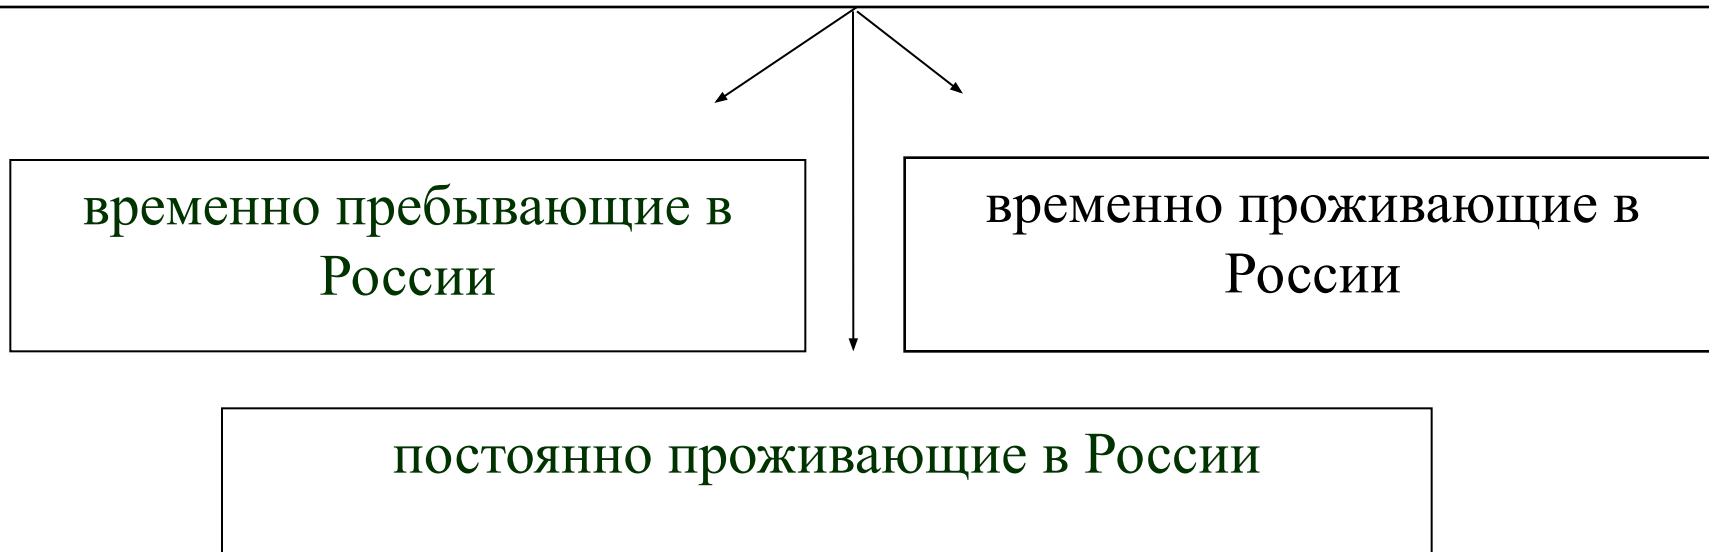 временно пребывающие в
России
временно проживающие в
России
постоянно проживающие в России